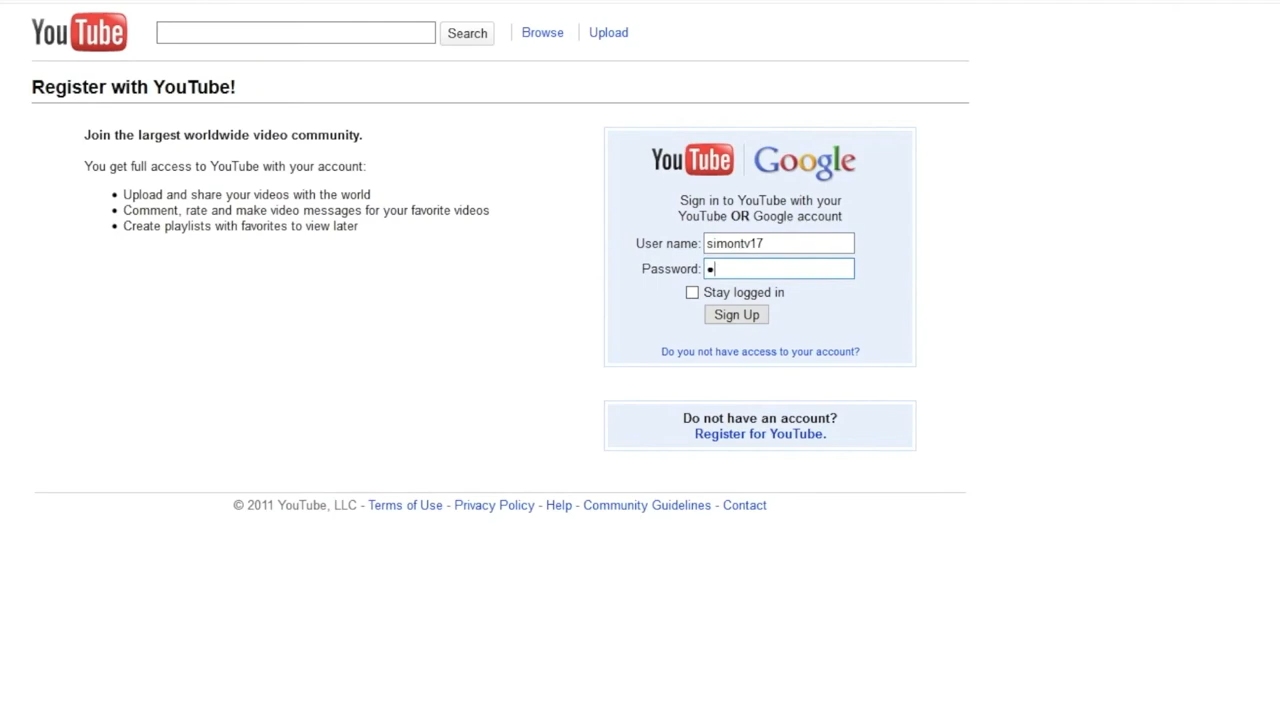 YouTube
Search
Browse
Upload
Register with YouTube!
Join the largest worldwide video community.
You get full access to YouTube with your account:
Upload and share your videos with the world
Comment, rate and make video messages for your favorite videos
Create playlists with favorites to view later
YouTube Google
Sign in to YouTube with your
YouTube OR Google account
User name: simontv17
Password: ●
Stay logged in
Sign Up
Do you not have access to your account?
Do not have an account?
Register for YouTube.
© 2011 YouTube, LLC - Terms of Use - Privacy Policy - Help - Community Guidelines - Contact